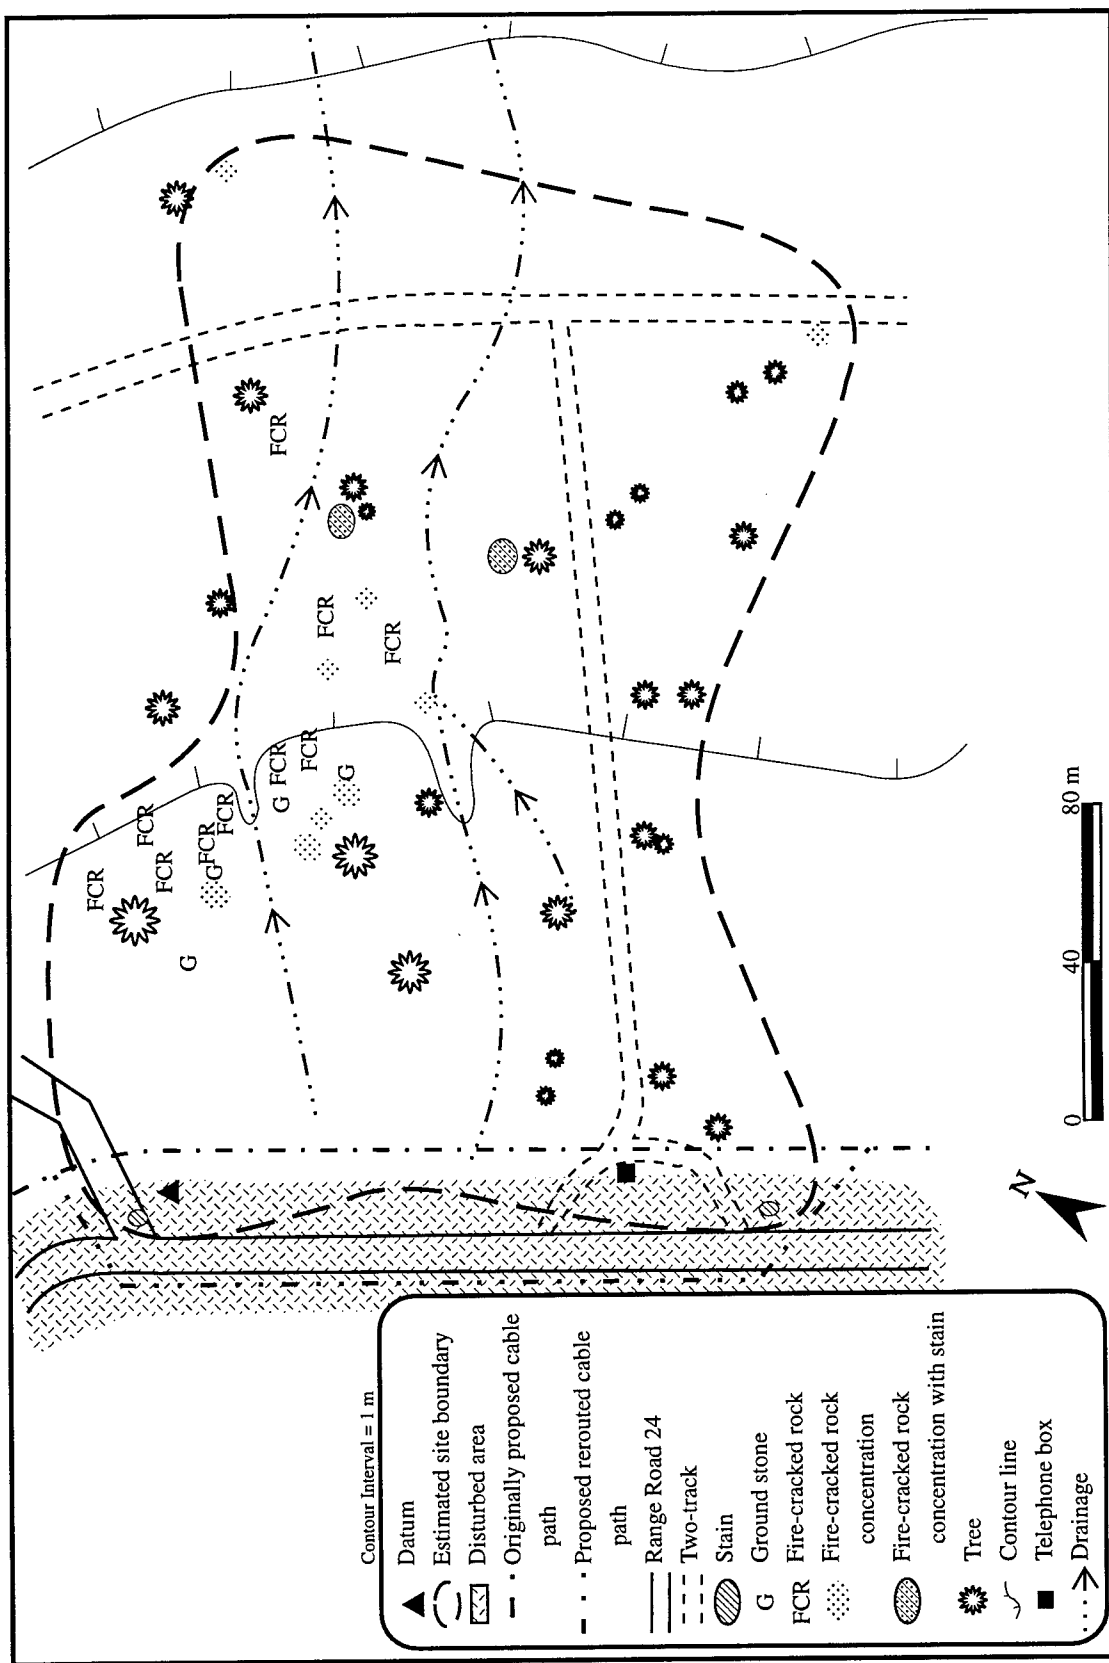 FCR
FCR
FCR
FCR
FCR
FCR
FCR
FCR
FCR
FCR
G
G
G
G
N
0
40
80 m
Contour Interval = 1 m
Datum
Estimated site boundary
Disturbed area
Originally proposed cable
path
Proposed rerouted cable
path
Range Road 24
Two-track
Stain
G Ground stone
FCR Fire-cracked rock
Fire-cracked rock
concentration
Fire-cracked rock
concentration with stain
Tree
Contour line
Telephone box
Drainage